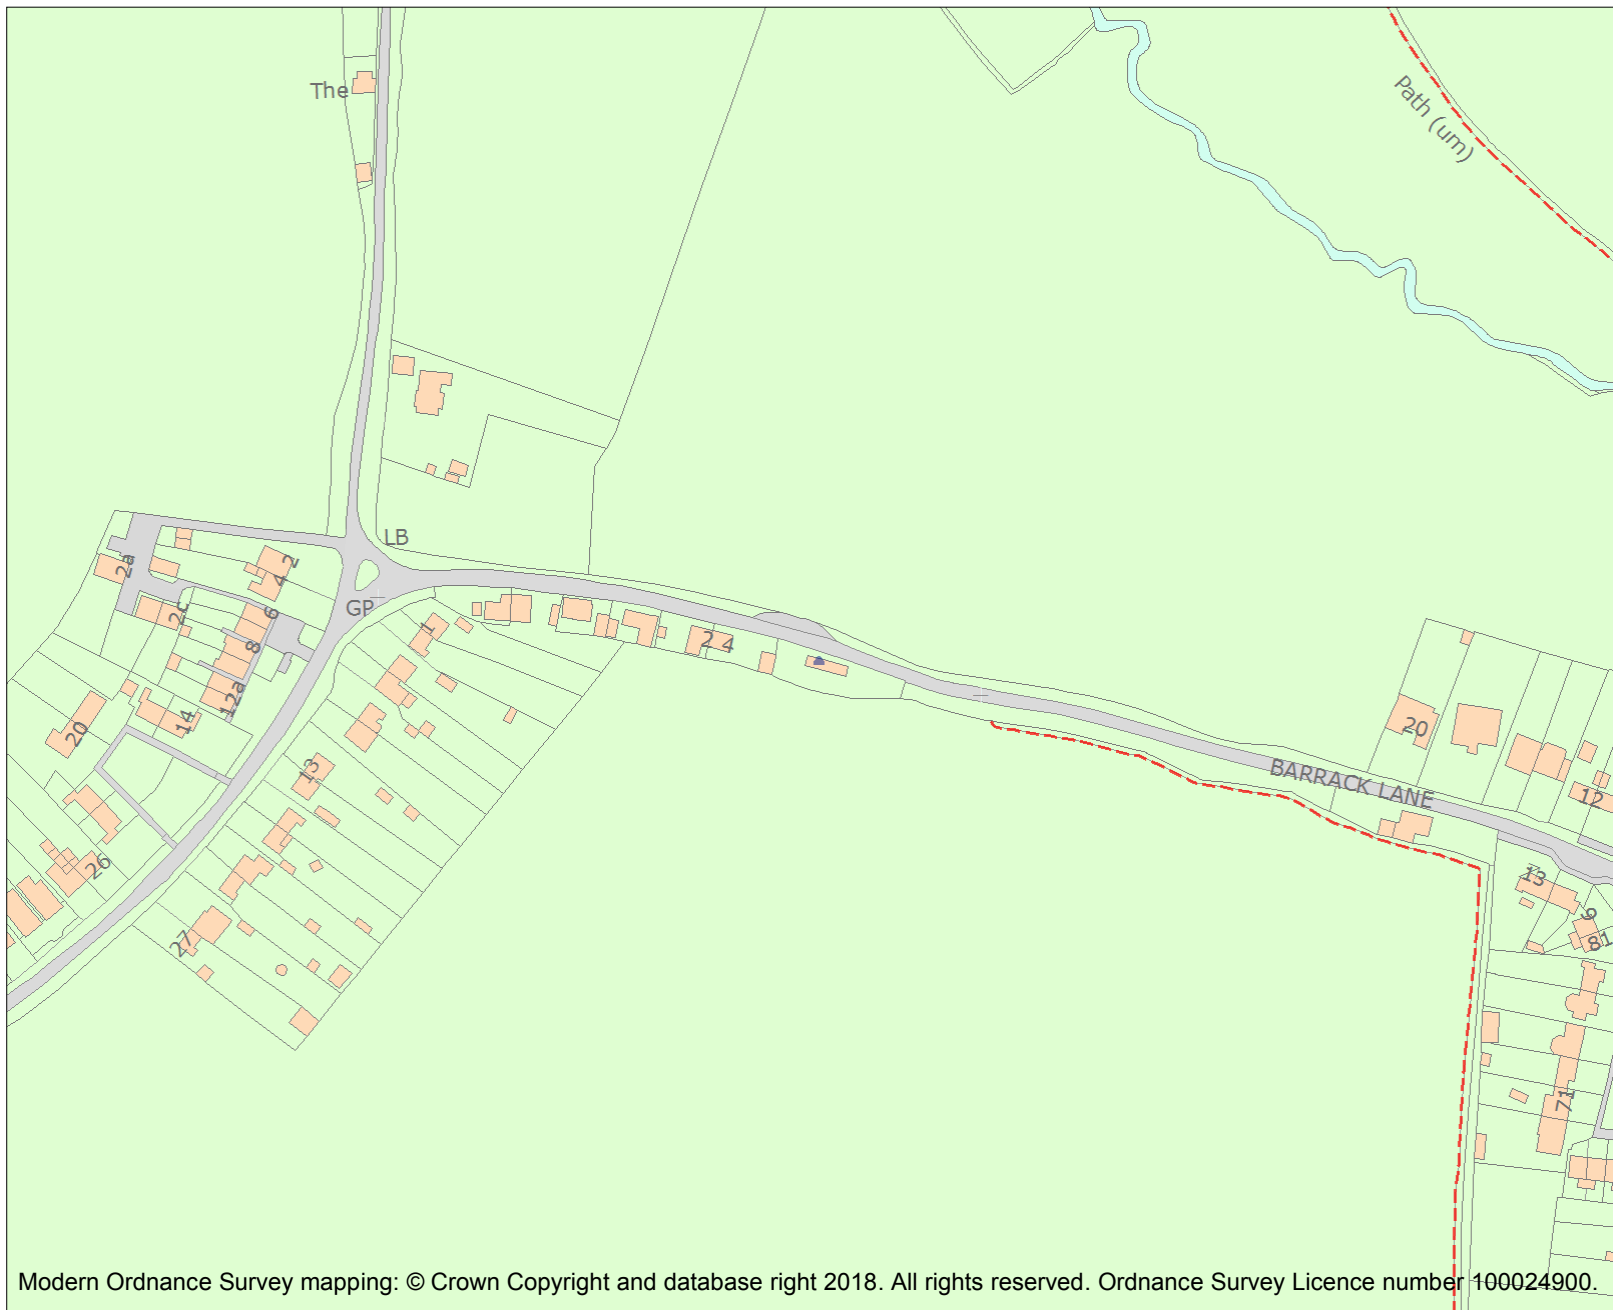 The
Path (um)
LB
2a
2
4
GP
2c
6
1
8
2 4
12a
14
20
20
BARRACK LANE
13
12
26
13
9
27
81
71
Modern Ordnance Survey mapping: © Crown Copyright and database right 2018. All rights reserved. Ordnance Survey Licence number 100024900.